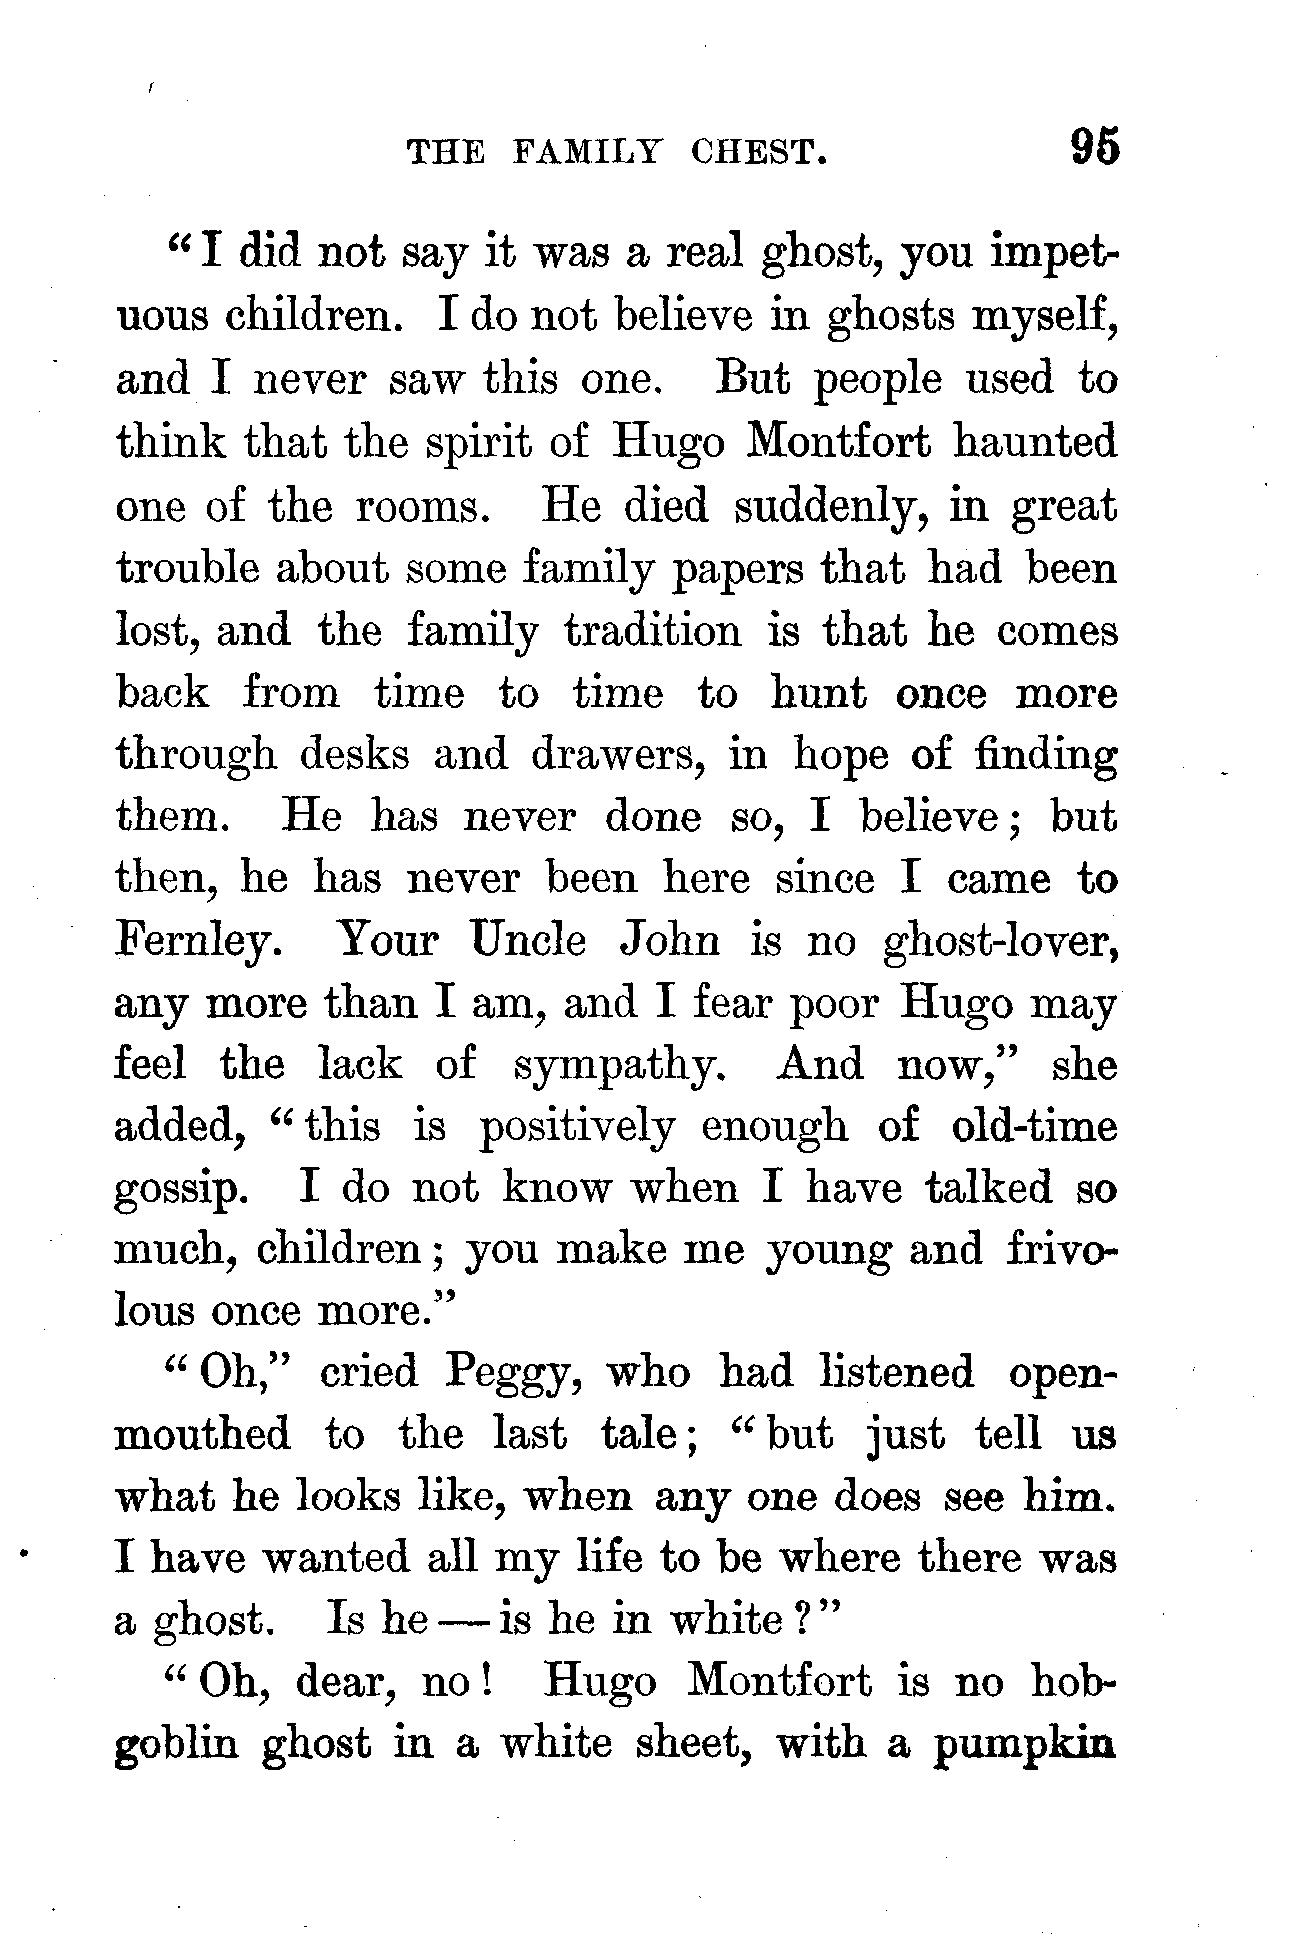 THE FAMILY CHEST. 95
“I did not say it was a real ghost, you impet-
uous children. I do not believe in ghosts myself,
and I never saw this one. But people used to
think that the spirit of Hugo Montfort haunted
one of the rooms. He died suddenly, in great
trouble about some family papers that had been
lost, and the family tradition is that he comes
back from time to time to hunt once more
through desks and drawers, in hope of finding
them. He has never done so, I believe; but
then, he has never been here since I came to
Fernley. Your Uncle John is no ghost-lover,
any more than I am, and I fear poor Hugo may
feel the lack of sympathy. And now,” she
added, “this is positively enough of old-time
gossip. I do not know when I have talked so
much, children; you make me young and frivo-
lous once more.”
“Oh,” cried Peggy, who had listened open-
mouthed to the last tale; “but just tell us
what he looks like, when any one does see him.
I have wanted all my life to be where there was
a ghost. Is he — is he in white?”
“Oh, dear, no! Hugo Montfort is no hob-
goblin ghost in a white sheet, with a pumpkin